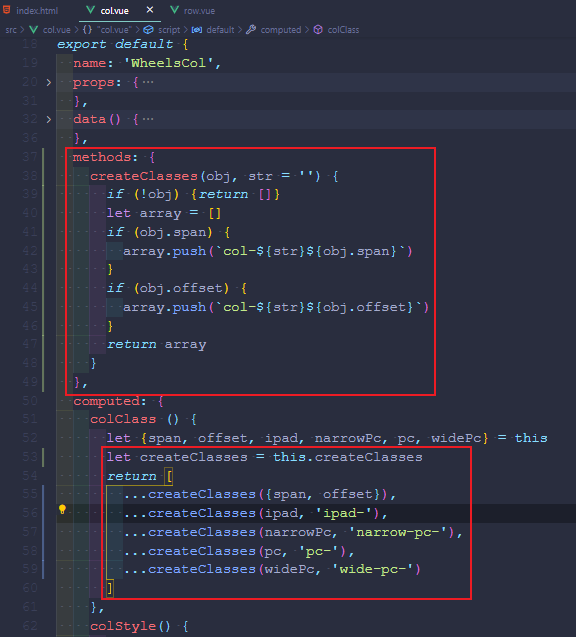 index.html col.vue × row.vue
src > col.vue > {} "col.vue" > script > default > computed > colClass
18 export default {
19 name: 'WheelsCol',
20 props: {···
31 },
32 data() {···
36 },
37 methods: {
38 createClasses(obj, str = '') {
39 if (!obj) {return []}
40 let array = []
41 if (obj.span) {
42 array.push(`col-${str}${obj.span}`)
43 }
44 if (obj.offset) {
45 array.push(`col-${str}${obj.offset}`)
46 }
47 return array
48 }
49 },
50 computed: {
51 colClass () {
52 let {span, offset, ipad, narrowPc, pc, widePc} = this
53 let createClasses = this.createClasses
54 return [
55 ...createClasses({span, offset}),
56 ...createClasses(ipad, 'ipad-'),
57 ...createClasses(narrowPc, 'narrow-pc-'),
58 ...createClasses(pc, 'pc-'),
59 ...createClasses(widePc, 'wide-pc-')
60 ]
61 },
62 colStyle() {